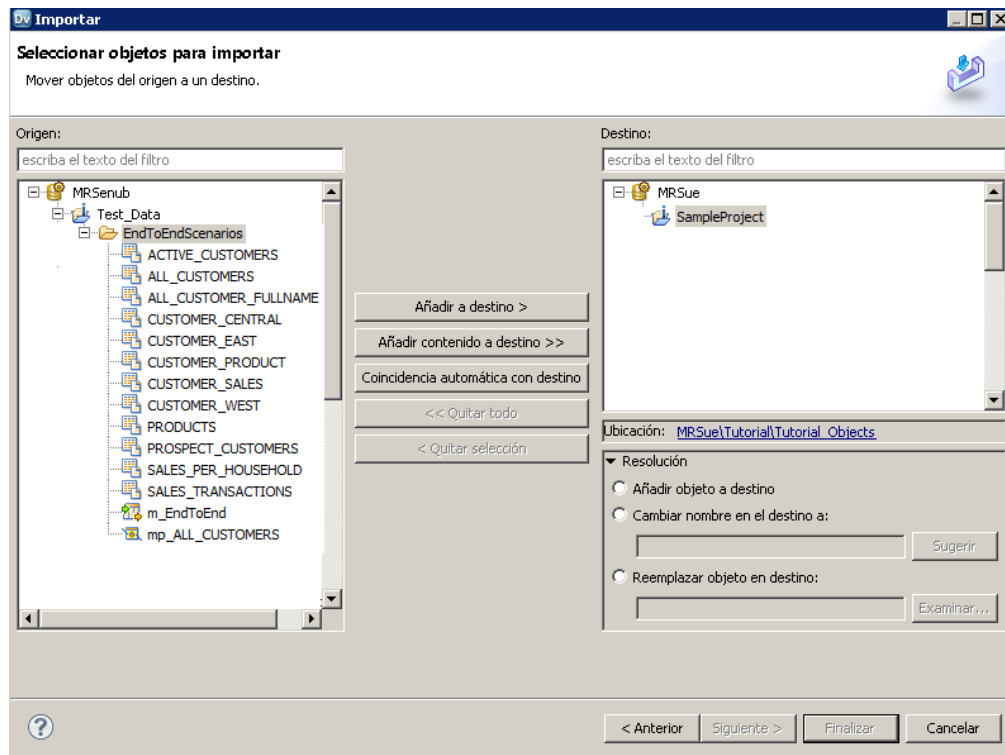 Dv Importar
Seleccionar objetos para importar
Mover objetos del origen a un destino.
Origen:
escriba el texto del filtro
MRSenub
Test_Data
EndToEndScenarios
ACTIVE_CUSTOMERS
ALL_CUSTOMERS
ALL_CUSTOMER_FULLNAME
CUSTOMER_CENTRAL
CUSTOMER_EAST
CUSTOMER_PRODUCT
CUSTOMER_SALES
CUSTOMER_WEST
PRODUCTS
PROSPECT_CUSTOMERS
SALES_PER_HOUSEHOLD
SALES_TRANSACTIONS
m_EndToEnd
mp_ALL_CUSTOMERS
Añadir a destino >
Añadir contenido a destino >>
Coincidencia automática con destino
<< Quitar todo
< Quitar selección
Destino:
escriba el texto del filtro
MRSue
SampleProject
Ubicación: MRSue\Tutorial\Tutorial_Objects
Resolución
Añadir objeto a destino
Cambiar nombre en el destino a:
Sugerir
Reemplazar objeto en destino:
Examinar...
?
< Anterior
Siguiente >
Finalizar
Cancelar